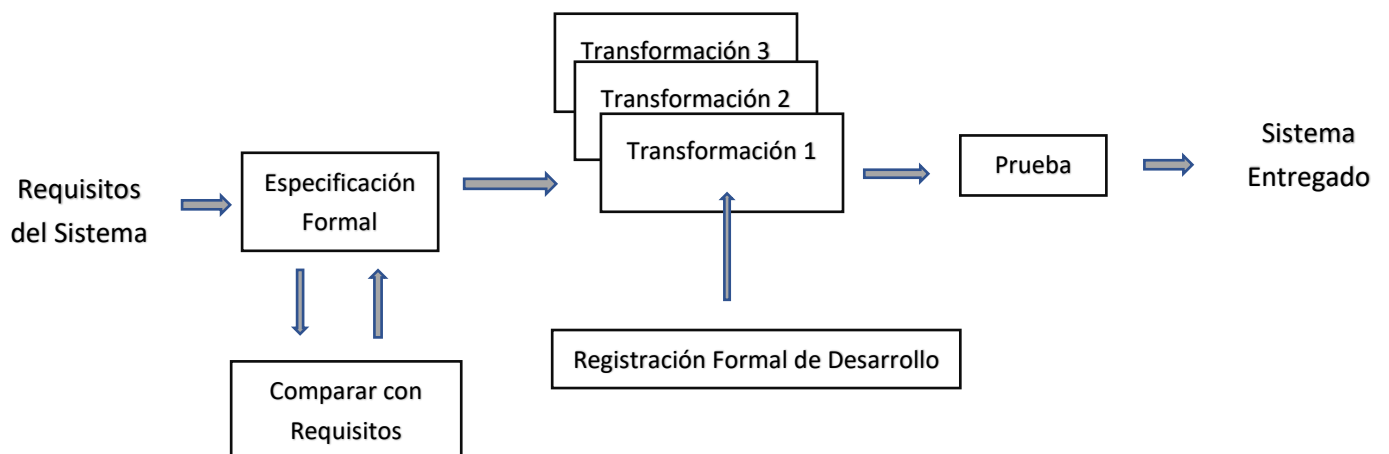 Transformación 3
Transformación 2
Transformación 1
Requisitos
del Sistema
Especificación
Formal
Prueba
Sistema
Entregado
Comparar con
Requisitos
Registración Formal de Desarrollo